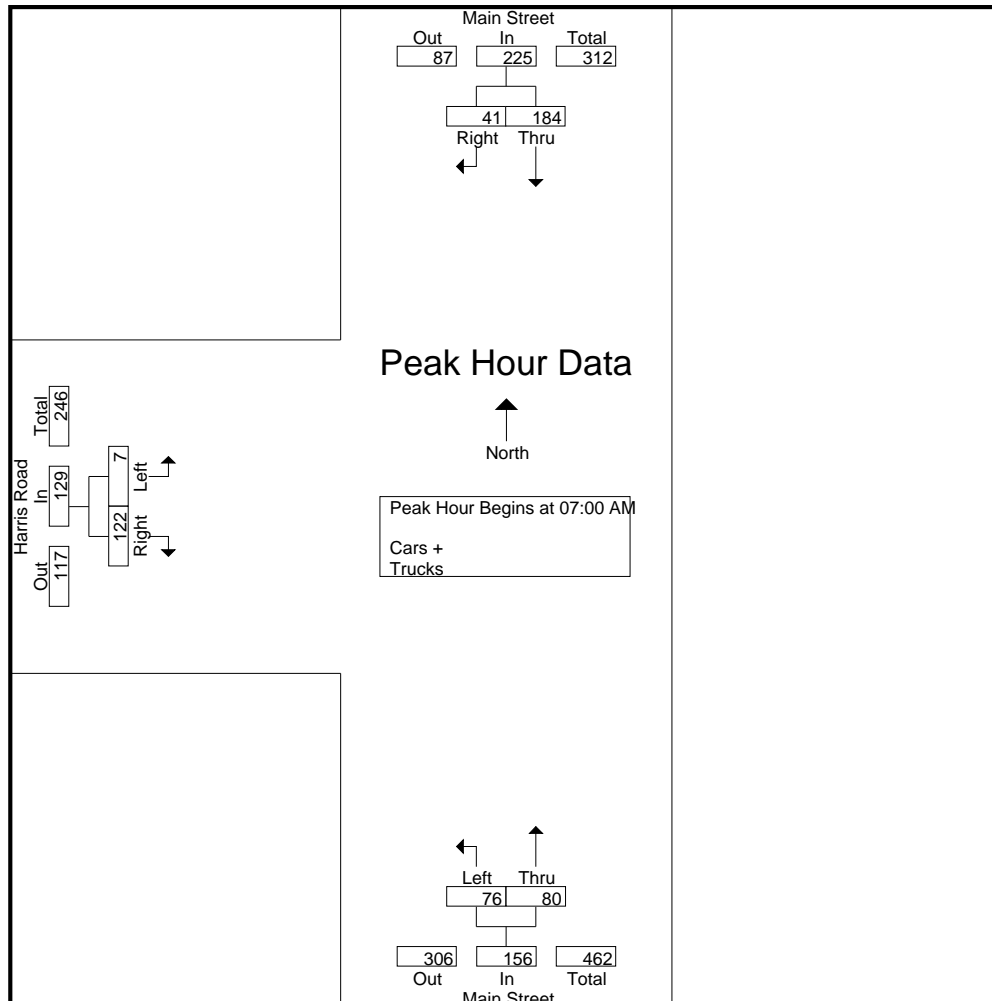 Main Street
Out In Total
87 225 312
41 184
Right Thru
Peak Hour Data
North
Peak Hour Begins at 07:00 AM
Cars +
Trucks
Harris Road
Out In Total
117 129 246
Right Left
122 7
Left Thru
76 80
306 156 462
Out In Total
Main Street